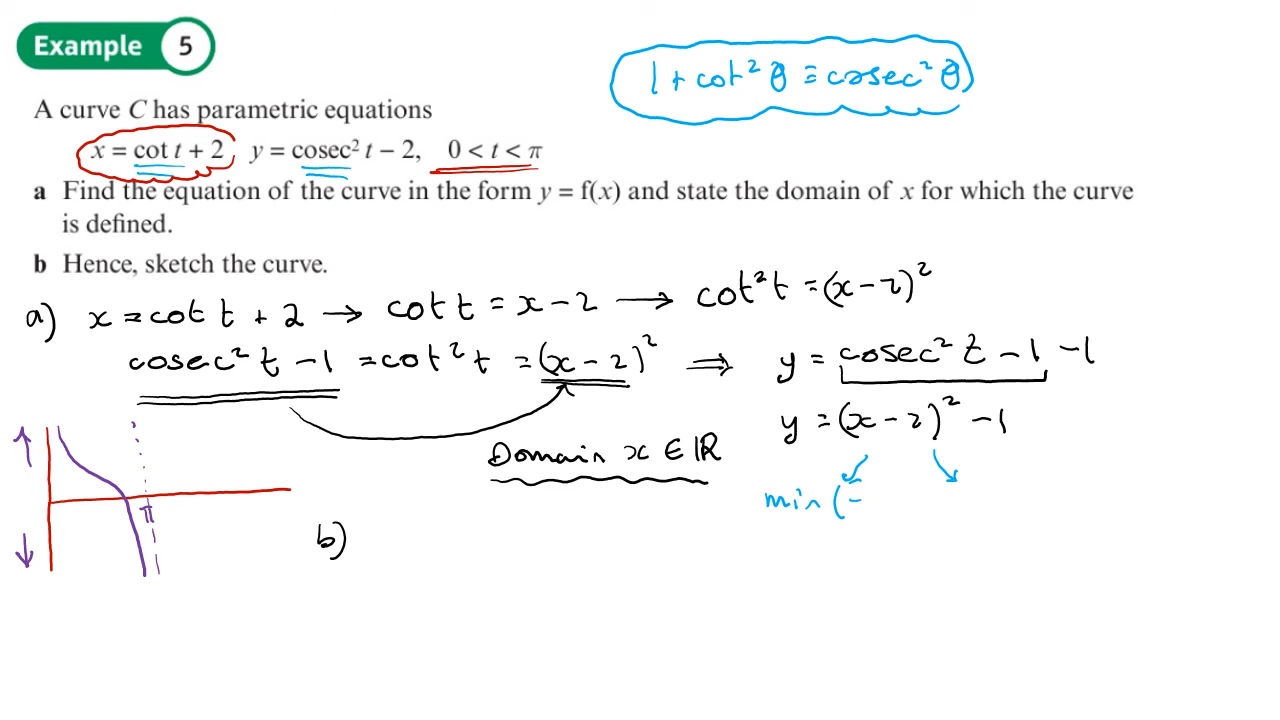 Example 5
1 + cot² θ ≡ cosec² θ
A curve C has parametric equations
x = cot t + 2 y = cosec² t − 2, 0 < t < π
a Find the equation of the curve in the form y = f(x) and state the domain of x for which the curve
is defined.
b Hence, sketch the curve.
a) x = cot t + 2 → cot t = x − 2 → cot² t = (x − 2)²
cosec² t − 1 = cot² t = (x − 2)² ⇒ y = cosec² t − 1 − 1
y = (x − 2)² − 1
Domain x ∈ ℝ
min (
π
b)